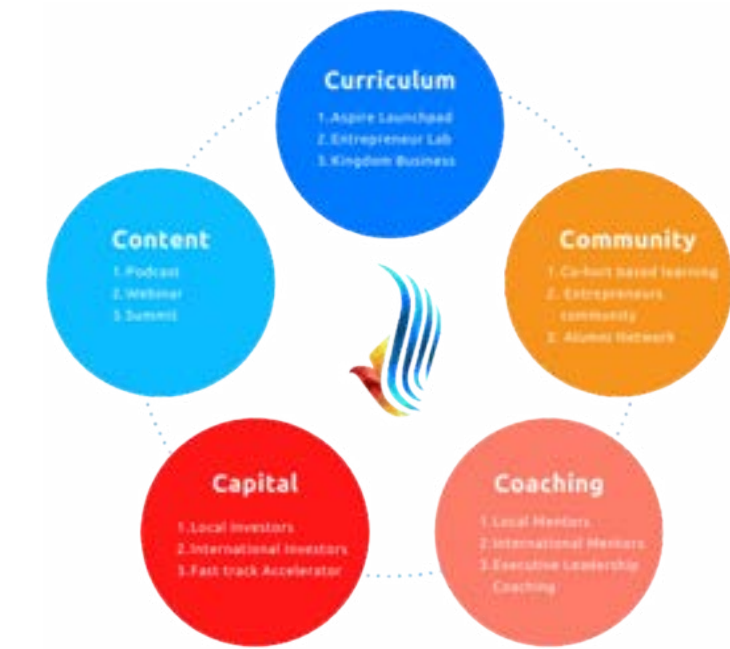 Curriculum
1.Aspire Launchpad
2.Entrepreneur Lab
3.Kingdom Business
Community
1.Co-hort based learning
2. Entrepreneurs
community
3. Alumni Network
Content
1.Podcast
2.Webinar
3.Summit
Capital
1.Local Investors
2.International Investors
3.Fast track Accelerator
Coaching
1.Local Mentors
2.International Mentors
3.Executive Leadership
Coaching